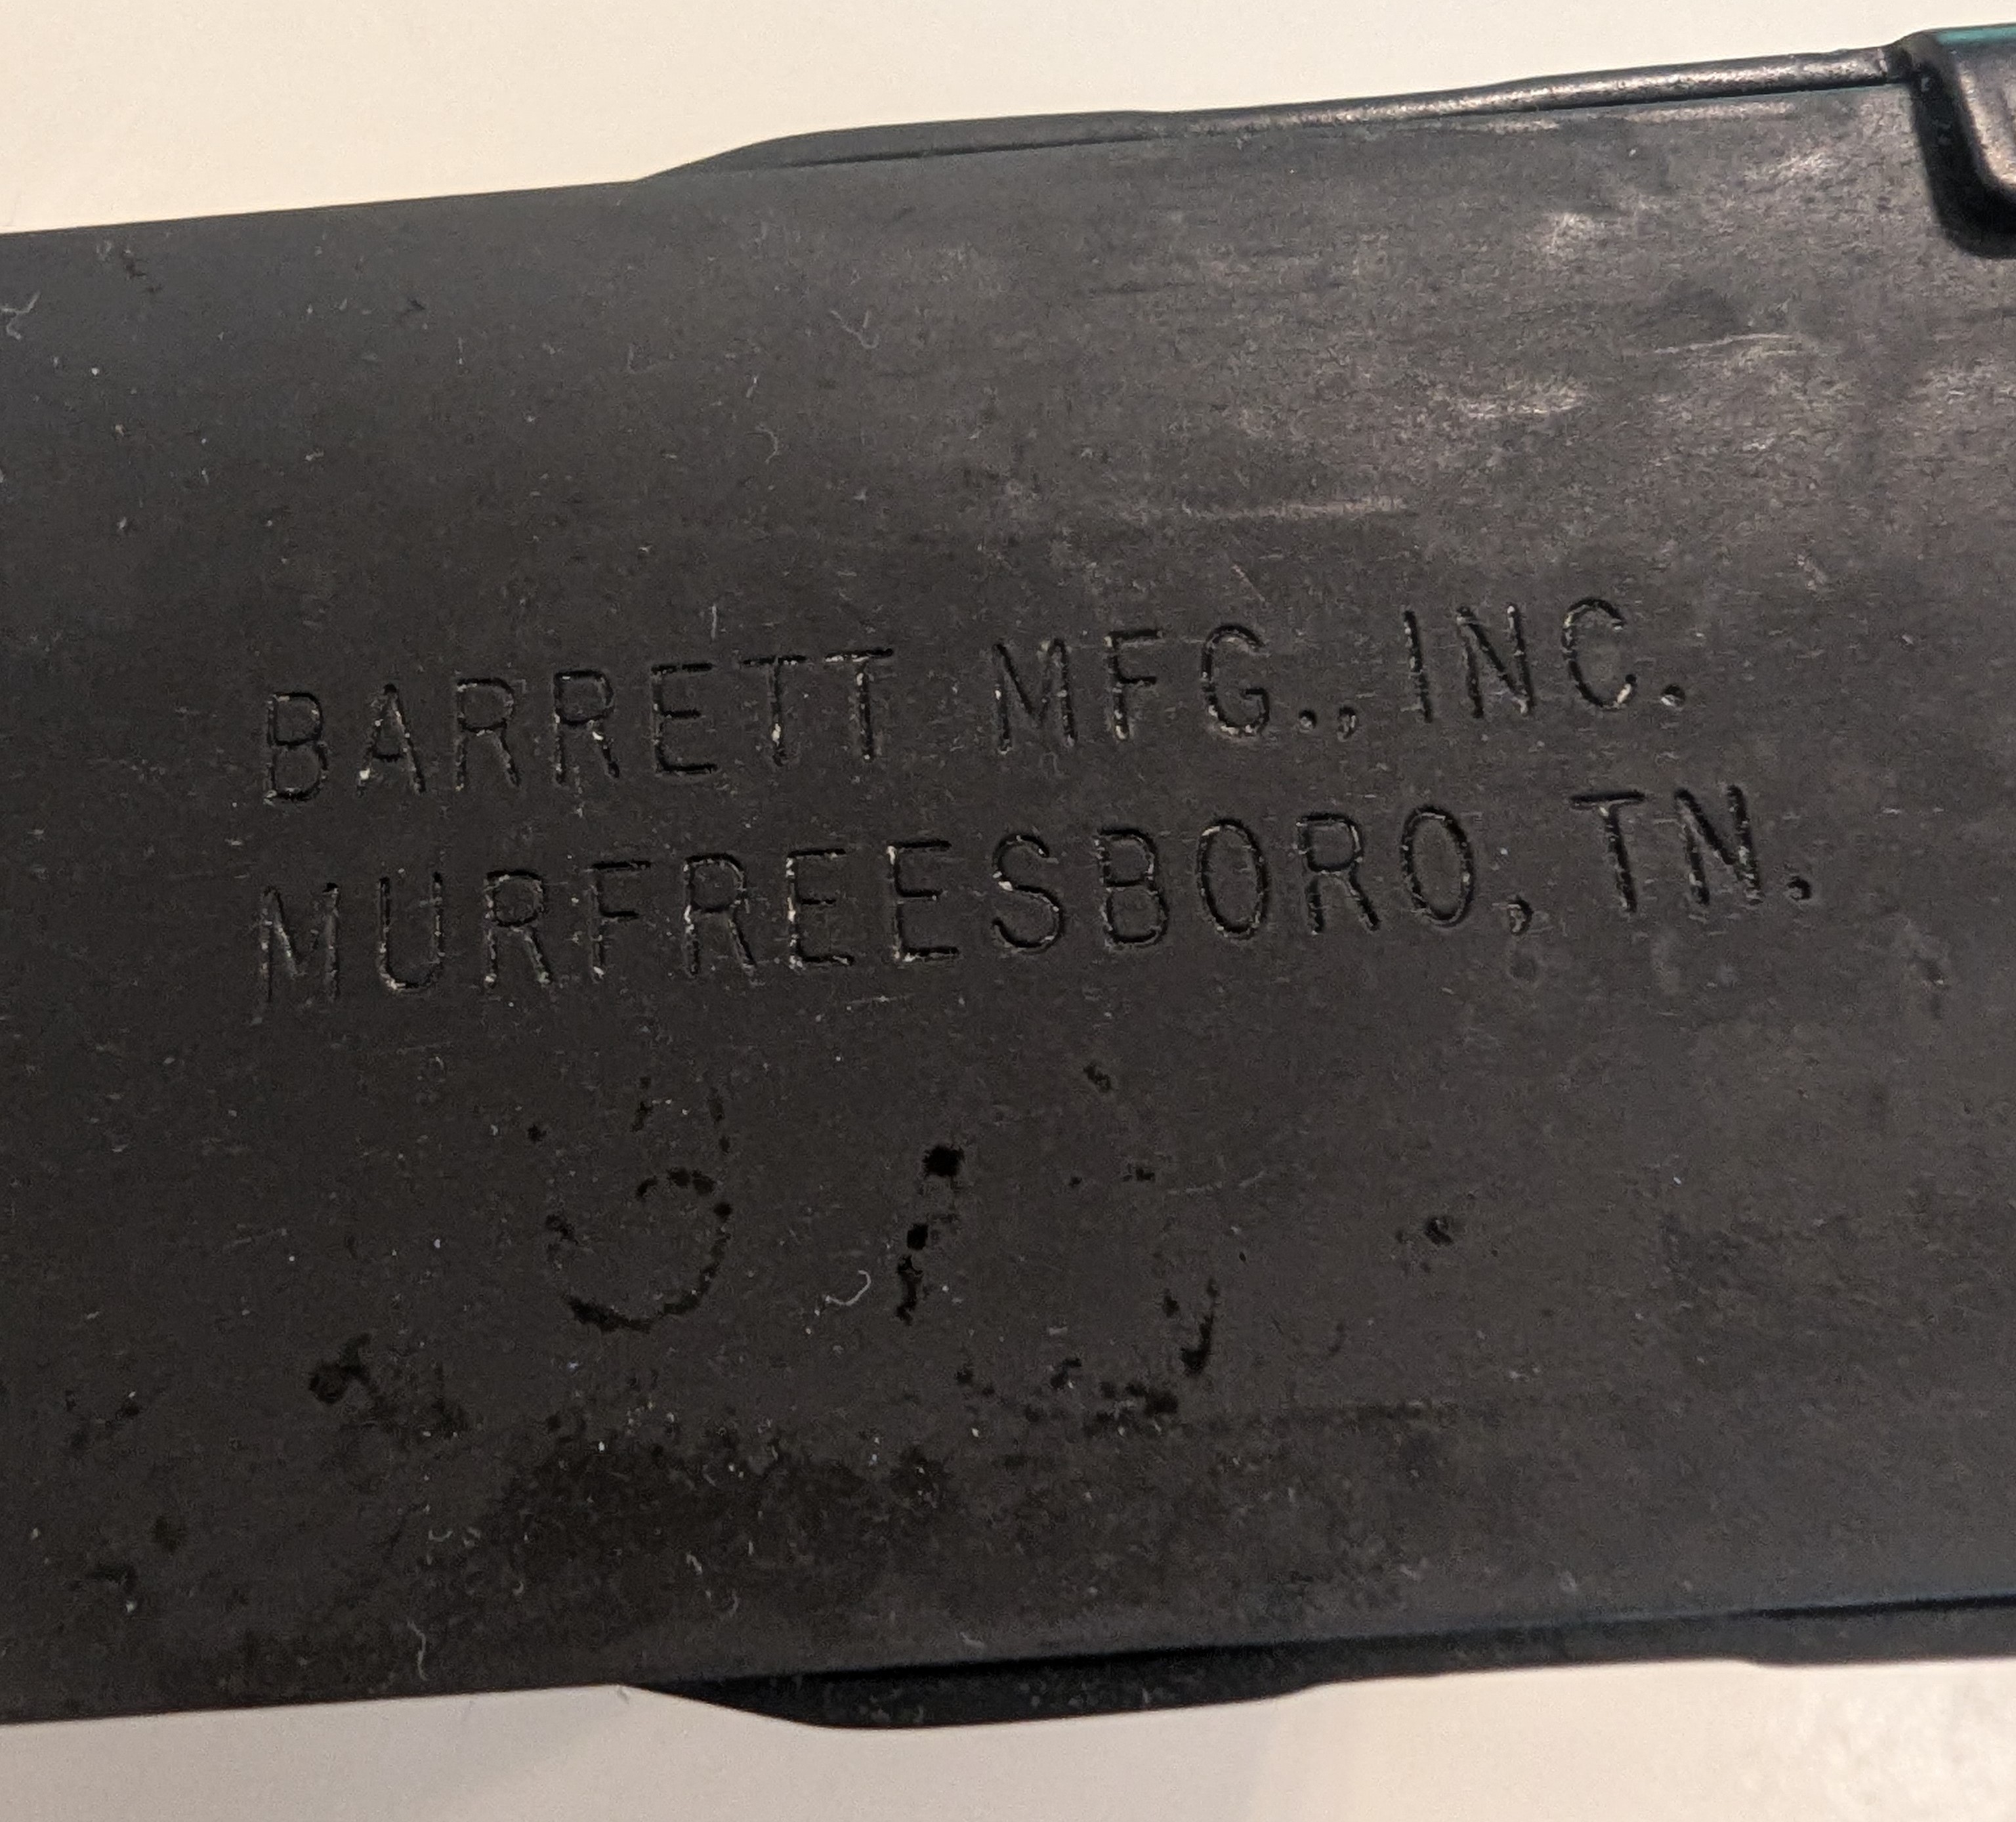 BARRETT MFG., INC.
MURFREESBORO, TN.